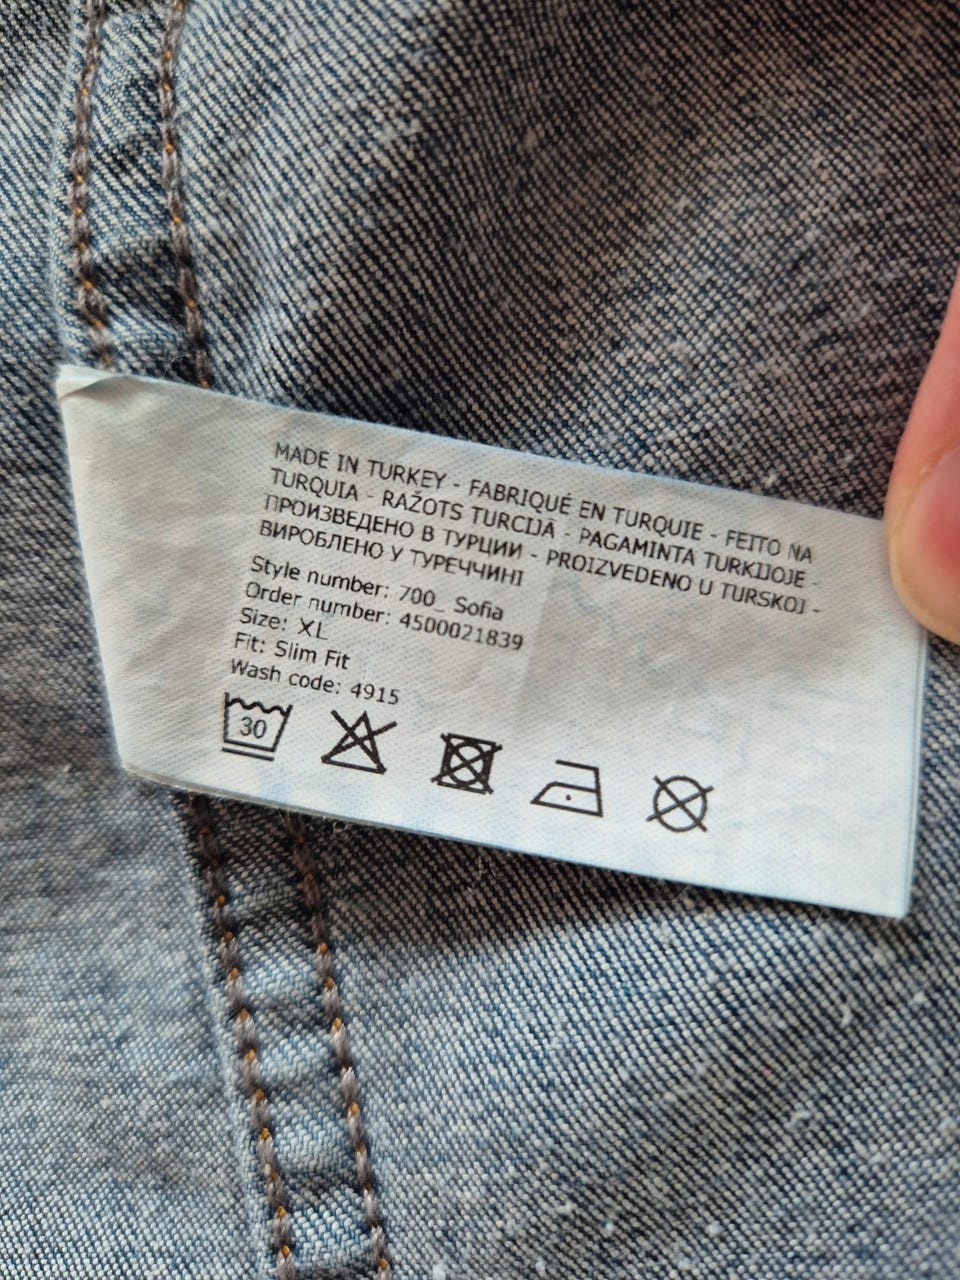 MADE IN TURKEY - FABRIQUÉ EN TURQUIE - FEITO NA
TURQUIA - RAŽOTS TURCIJĀ - PAGAMINTA TURKIJOJE -
ПРОИЗВЕДЕНО В ТУРЦИИ - PROIZVEDENO U TURSKOJ -
ВИРОБЛЕНО У ТУРЕЧЧИНІ
Style number: 700_ Sofia
Order number: 4500021839
Size: XL
Fit: Slim Fit
Wash code: 4915
30